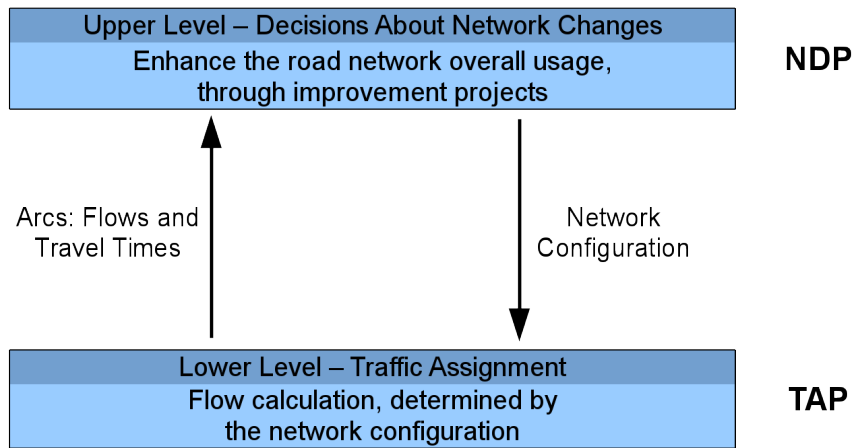 Upper Level – Decisions About Network Changes
Enhance the road network overall usage,
through improvement projects
NDP
Arcs: Flows and
Travel Times
Network
Configuration
Lower Level – Traffic Assignment
Flow calculation, determined by
the network configuration
TAP